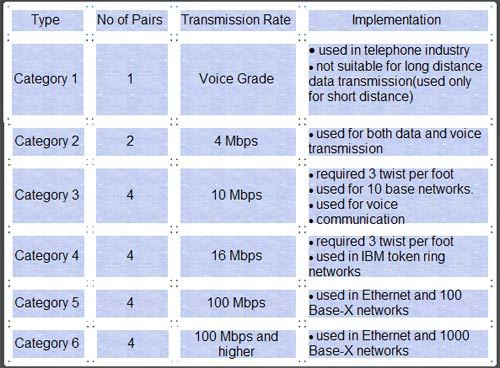 Type No of Pairs Transmission Rate Implementation
Category 1 1 Voice Grade
• used in telephone industry
• not suitable for long distance
data transmission(used only
for short distance)
Category 2 2 4 Mbps
• used for both data and voice
transmission
Category 3 4 10 Mbps
• required 3 twist per foot
• used for 10 base networks.
• used for voice
• communication
Category 4 4 16 Mbps
• required 3 twist per foot
• used in IBM token ring
networks
Category 5 4 100 Mbps
• used in Ethernet and 100
Base-X networks
Category 6 4 100 Mbps and
higher
• used in Ethernet and 1000
Base-X networks